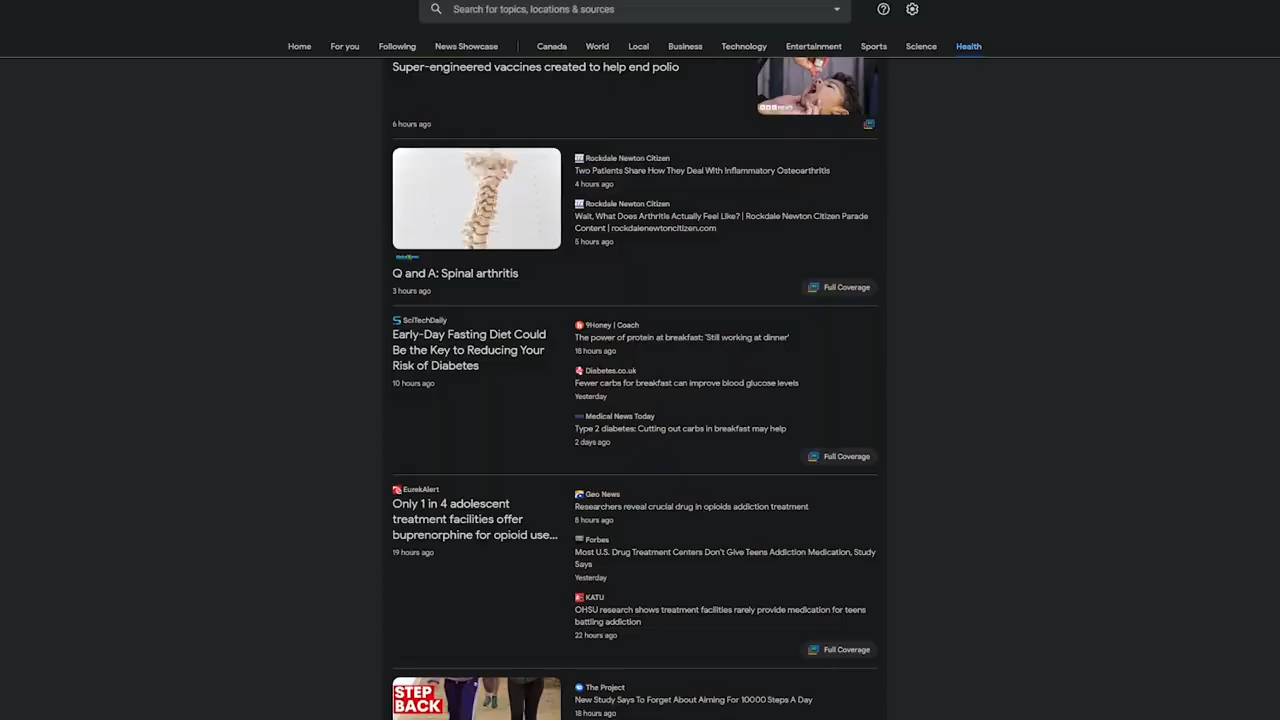 Search for topics, locations & sources
Home
For you
Following
News Showcase
Canada
World
Local
Business
Technology
Entertainment
Sports
Science
Health
Super-engineered vaccines created to help end polio
6 hours ago
Q and A: Spinal arthritis
3 hours ago
Rockdale Newton Citizen
Two Patients Share How They Deal With Inflammatory Osteoarthritis
4 hours ago
Rockdale Newton Citizen
Wait, What Does Arthritis Actually Feel Like? | Rockdale Newton Citizen Parade
Content | rockdalenewtoncitizen.com
5 hours ago
Full Coverage
SciTechDaily
Early-Day Fasting Diet Could
Be the Key to Reducing Your
Risk of Diabetes
10 hours ago
9Honey | Coach
The power of protein at breakfast: 'Still working at dinner'
18 hours ago
Diabetes.co.uk
Fewer carbs for breakfast can improve blood glucose levels
Yesterday
Medical News Today
Type 2 diabetes: Cutting out carbs in breakfast may help
2 days ago
Full Coverage
EurekAlert
Only 1 in 4 adolescent
treatment facilities offer
buprenorphine for opioid use...
19 hours ago
Geo News
Researchers reveal crucial drug in opioids addiction treatment
8 hours ago
Forbes
Most U.S. Drug Treatment Centers Don't Give Teens Addiction Medication, Study
Says
Yesterday
KATU
OHSU research shows treatment facilities rarely provide medication for teens
battling addiction
22 hours ago
Full Coverage
STEP
BACK
The Project
New Study Says To Forget About Aiming For 10000 Steps A Day
18 hours ago